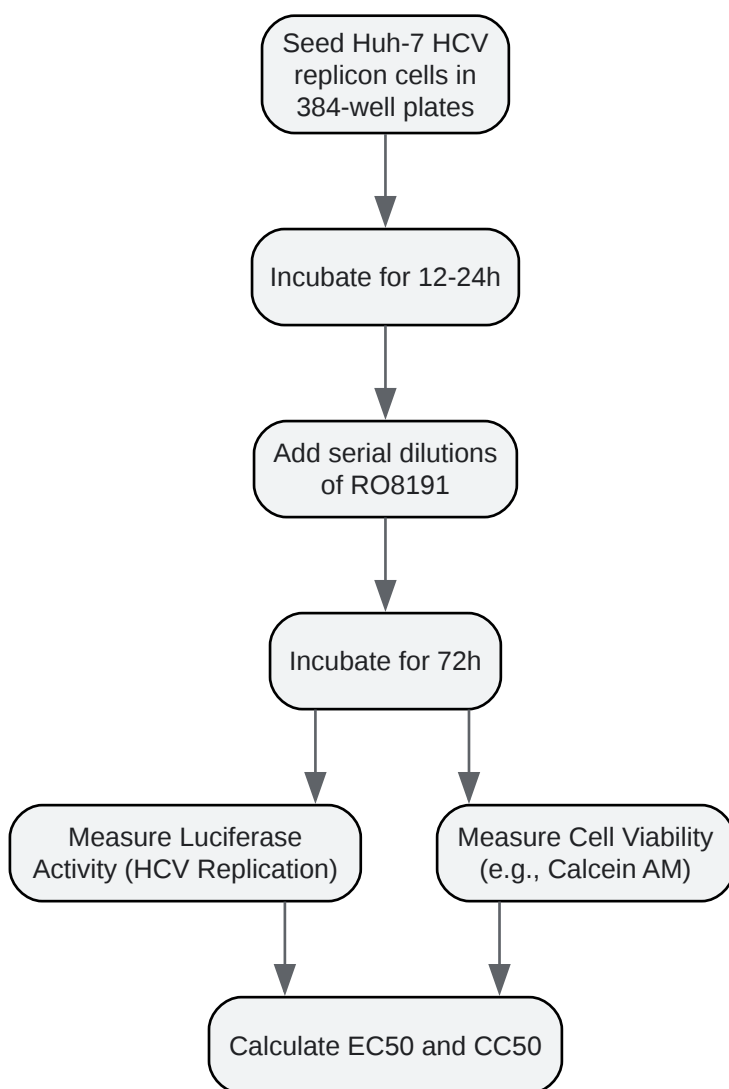 Seed Huh-7 HCV
replicon cells in
384-well plates
Incubate for 12-24h
Add serial dilutions
of RO8191
Incubate for 72h
Measure Luciferase
Activity (HCV Replication)
Measure Cell Viability
(e.g., Calcein AM)
Calculate EC50 and CC50